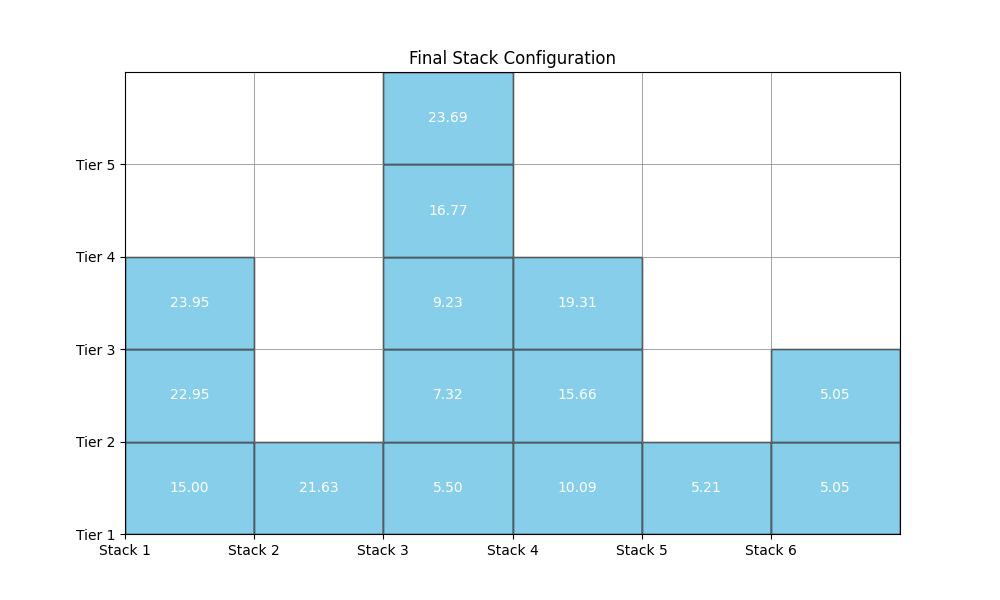 Final Stack Configuration
23.69
Tier 5
16.77
Tier 4
23.95 9.23 19.31
Tier 3
22.95 7.32 15.66 5.05
Tier 2
15.00 21.63 5.50 10.09 5.21 5.05
Tier 1
Stack 1 Stack 2 Stack 3 Stack 4 Stack 5 Stack 6